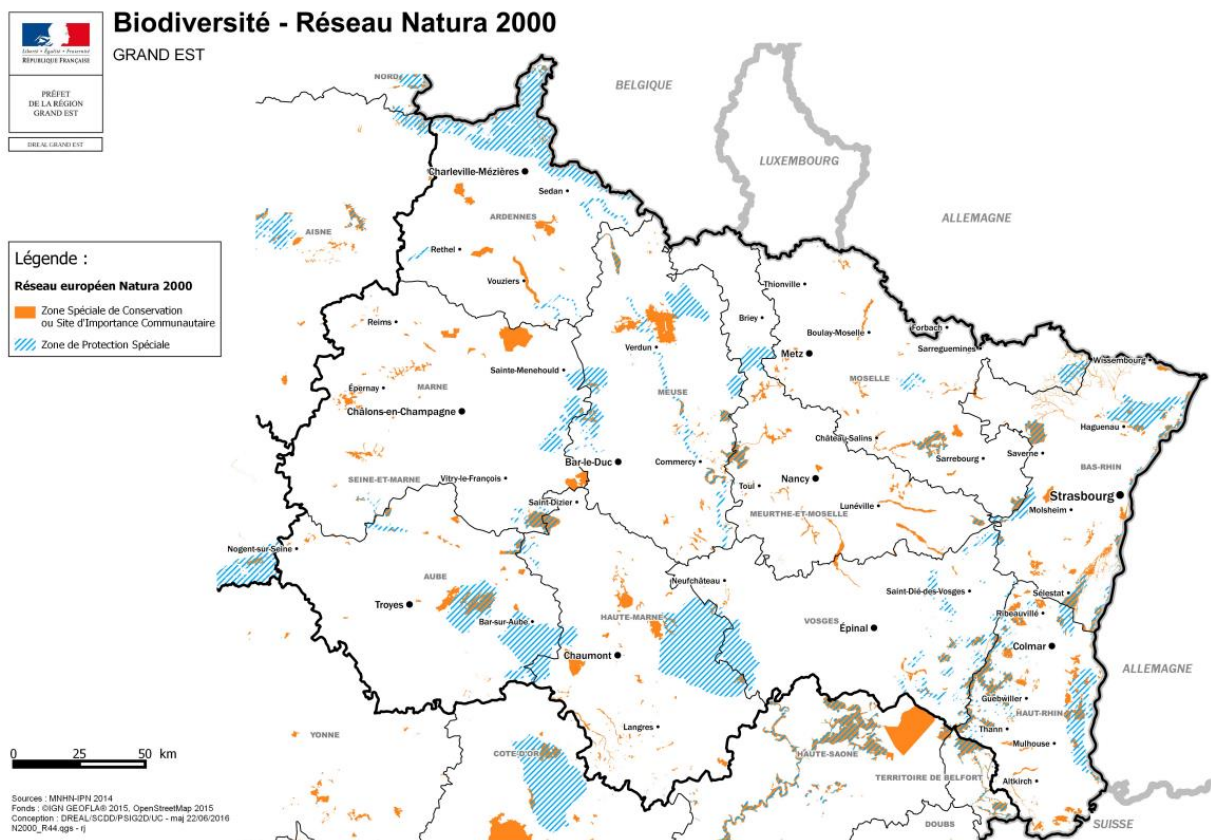 Biodiversité - Réseau Natura 2000
GRAND EST
Liberté • Égalité • Fraternité
RÉPUBLIQUE FRANÇAISE
PRÉFET
DE LA RÉGION
GRAND EST
DREAL GRAND EST
NORD
BELGIQUE
LUXEMBOURG
ALLEMAGNE
Charleville-Mézières
Sedan
ARDENNES
AISNE
Rethel
Vouziers
Légende :
Réseau européen Natura 2000
Zone Spéciale de Conservation
ou Site d'Importance Communautaire
Zone de Protection Spéciale
Thionville
Reims
Briey
Boulay-Moselle
Forbach
Sarreguemines
Verdun
Metz
Wissembourg
Sainte-Menehould
MOSELLE
Épernay
MARNE
MEUSE
Châlons-en-Champagne
Haguenau
Château-Salins
Sarrebourg
Saverne
Bar-le-Duc
Commercy
BAS-RHIN
SEINE-ET-MARNE
Vitry-le-François
Toul
Nancy
Strasbourg
Saint-Dizier
Lunéville
MEURTHE-ET-MOSELLE
Molsheim
Nogent-sur-Seine
AUBE
Neufchâteau
Saint-Dié-des-Vosges
Sélestat
Troyes
Ribeauvillé
Bar-sur-Aube
HAUTE-MARNE
VOSGES
Épinal
Chaumont
Colmar
ALLEMAGNE
Guebwiller
HAUT-RHIN
Langres
Thann
YONNE
Mulhouse
COTE-D'OR
HAUTE-SAONE
TERRITOIRE DE BELFORT
Altkirch
DOUBS
SUISSE
0 25 50 km
Sources : MNHN-IPN 2014
Fonds : ©IGN GEOFLA® 2015, OpenStreetMap 2015
Conception : DREAL/SCDD/PSIG2D/UC - maj 22/06/2016
N2000_R44.qgs - rj